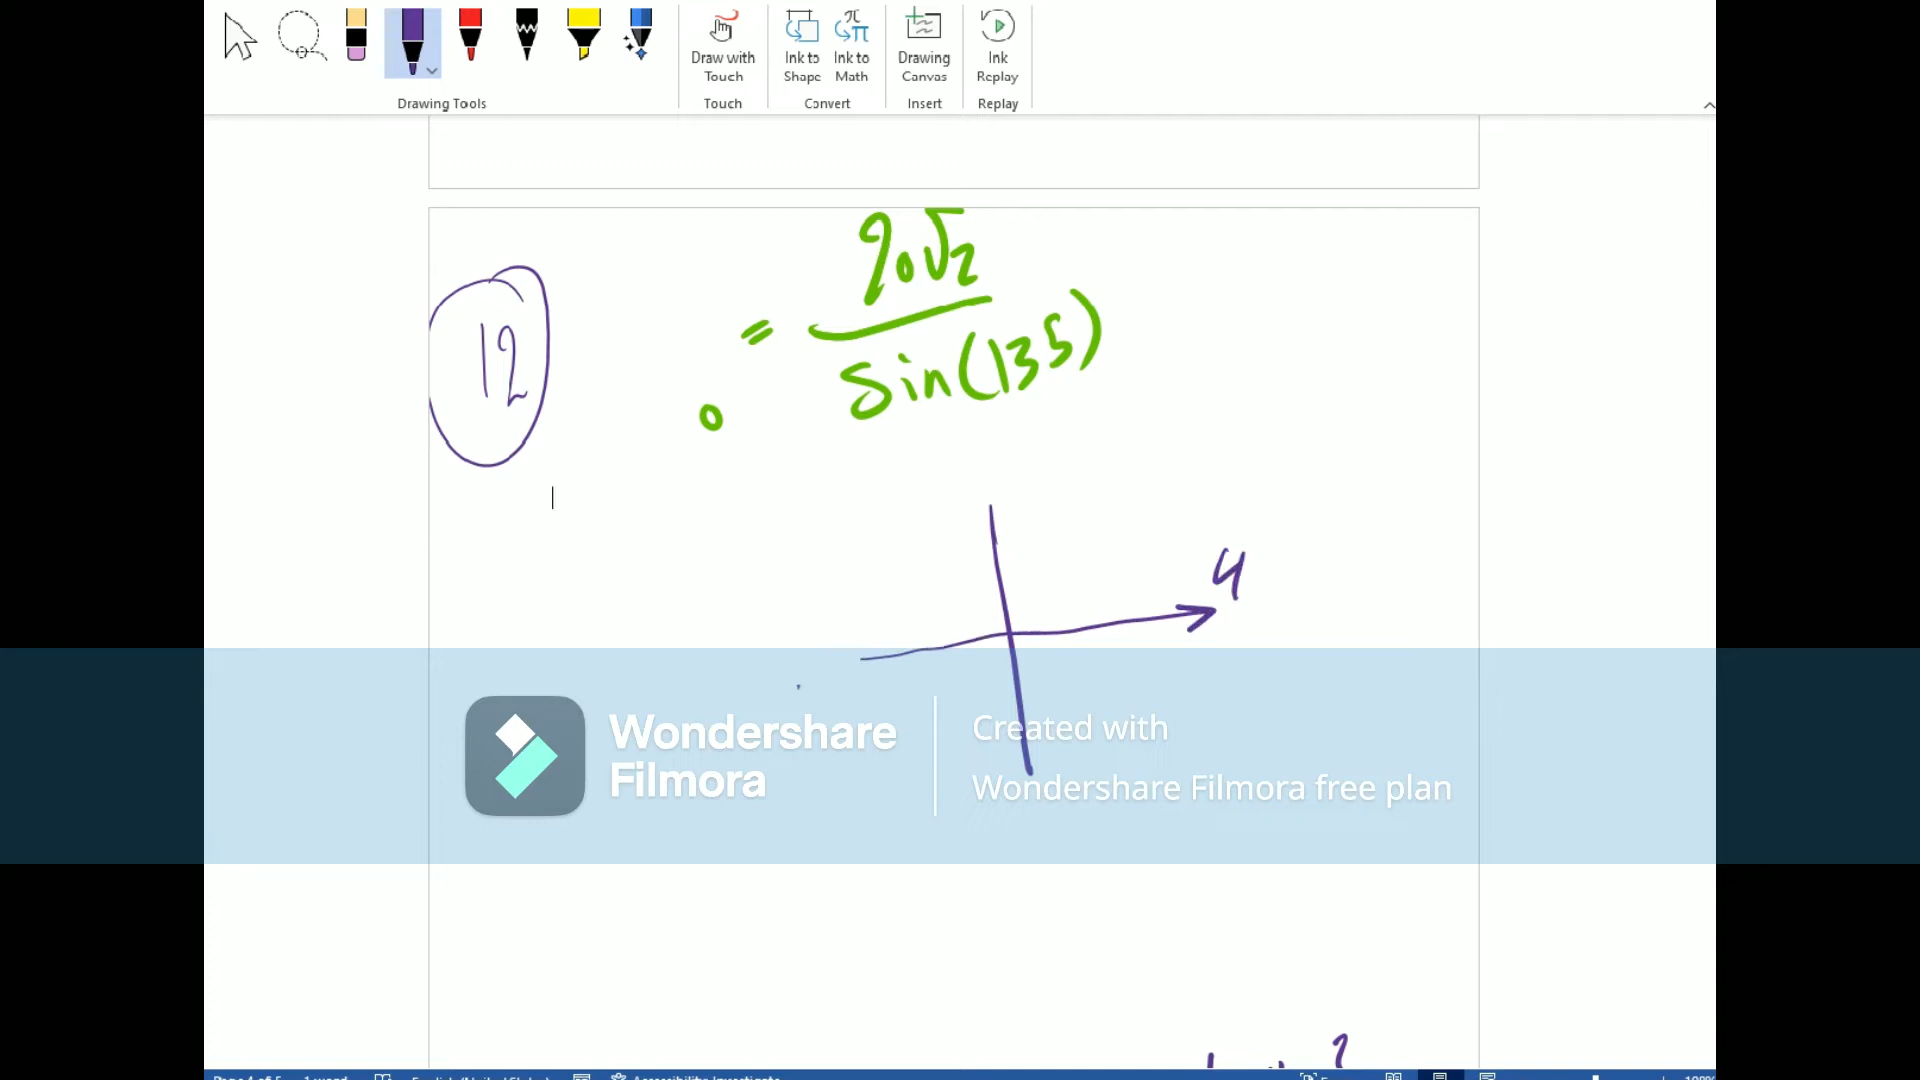 Draw with
Touch
Ink to
Shape
Ink to
Math
Drawing
Canvas
Ink
Replay
Drawing Tools
Touch
Convert
Insert
Replay
12
= 20√2
sin(135)
4
Wondershare
Filmora
Created with
Wondershare Filmora free plan